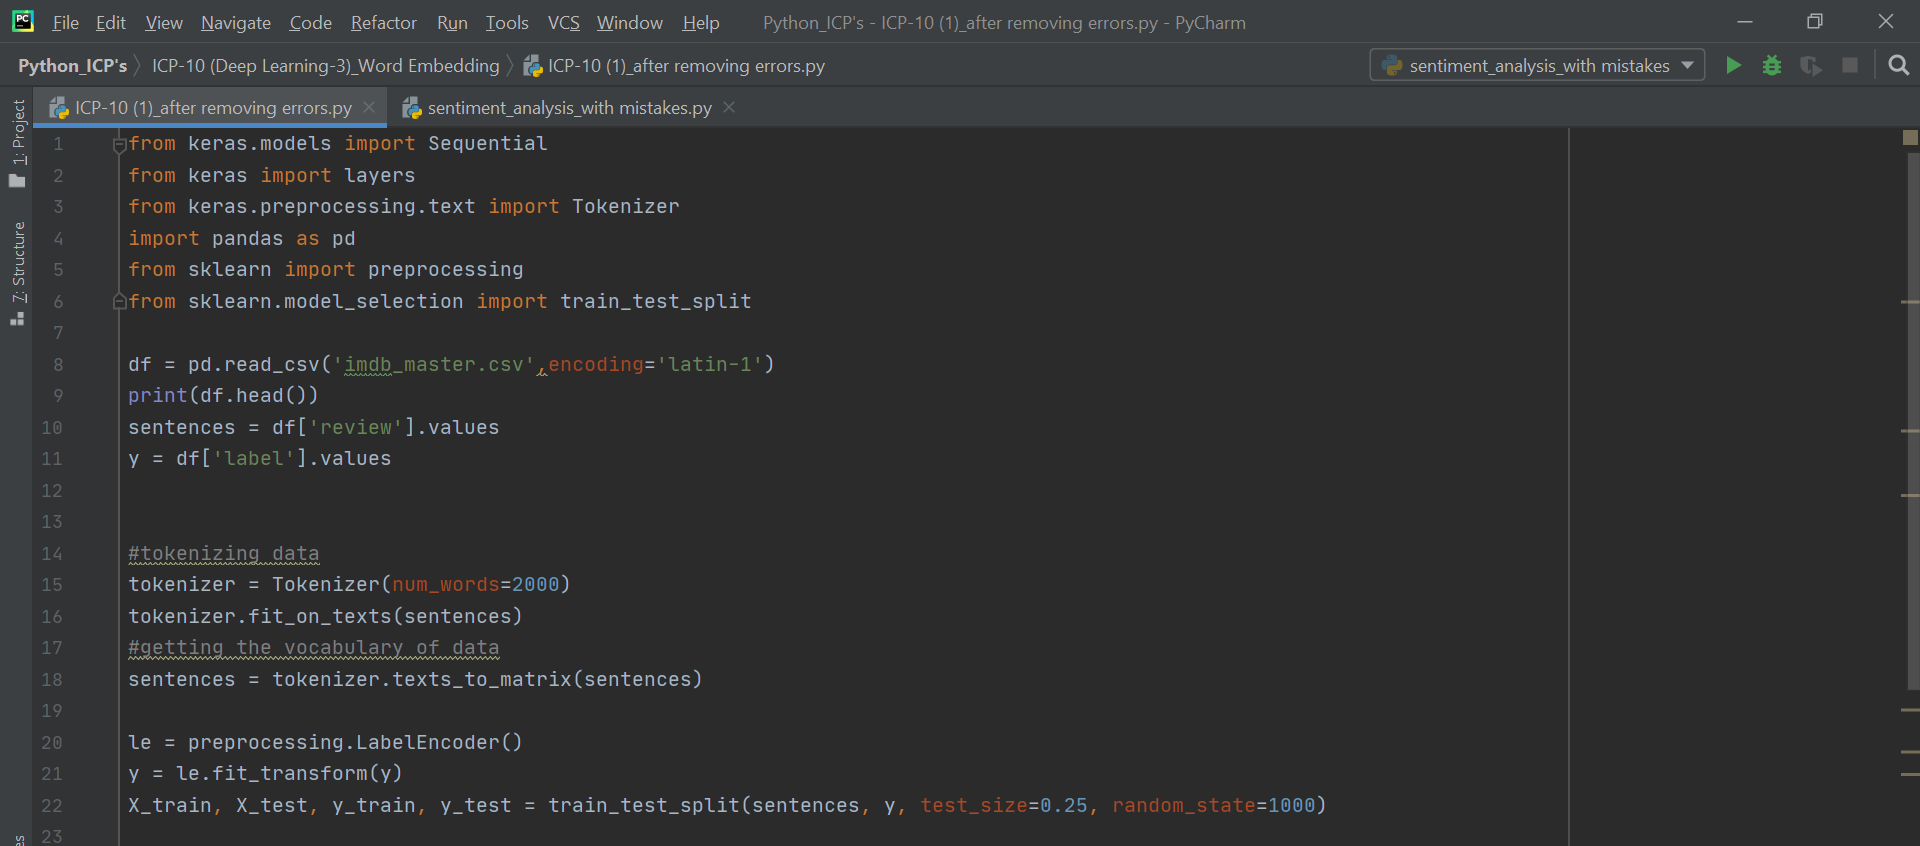 PC File Edit View Navigate Code Refactor Run Tools VCS Window Help Python_ICP's - ICP-10 (1)_after removing errors.py - PyCharm
Python_ICP's ICP-10 (Deep Learning-3)_Word Embedding ICP-10 (1)_after removing errors.py sentiment_analysis_with mistakes
ICP-10 (1)_after removing errors.py sentiment_analysis_with mistakes.py
1: Project
7: Structure
1 from keras.models import Sequential
2 from keras import layers
3 from keras.preprocessing.text import Tokenizer
4 import pandas as pd
5 from sklearn import preprocessing
6 from sklearn.model_selection import train_test_split
7
8 df = pd.read_csv('imdb_master.csv',encoding='latin-1')
9 print(df.head())
10 sentences = df['review'].values
11 y = df['label'].values
12
13
14 #tokenizing data
15 tokenizer = Tokenizer(num_words=2000)
16 tokenizer.fit_on_texts(sentences)
17 #getting the vocabulary of data
18 sentences = tokenizer.texts_to_matrix(sentences)
19
20 le = preprocessing.LabelEncoder()
21 y = le.fit_transform(y)
22 X_train, X_test, y_train, y_test = train_test_split(sentences, y, test_size=0.25, random_state=1000)
23